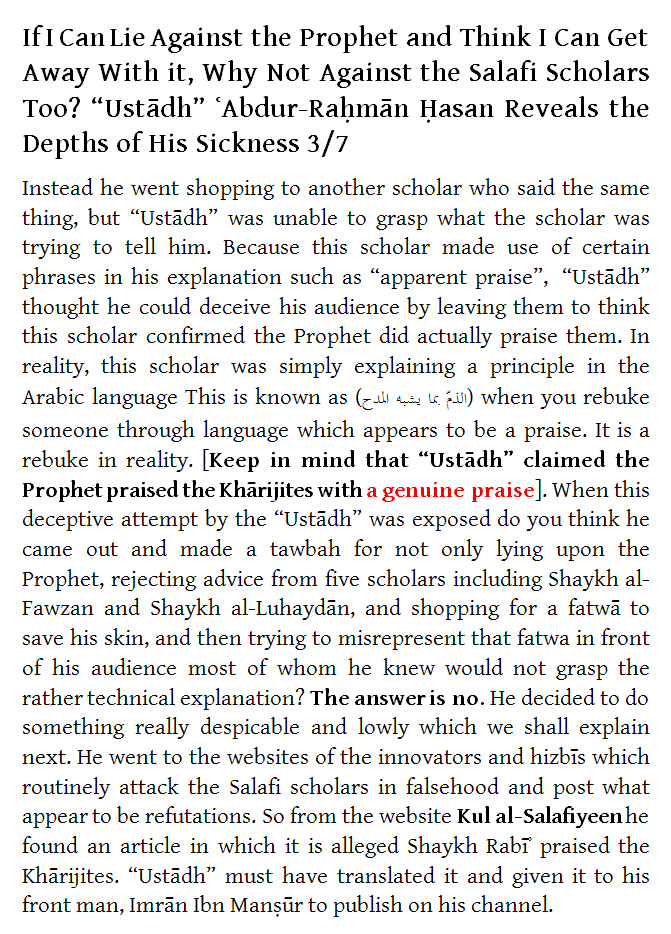 If I Can Lie Against the Prophet and Think I Can Get
Away With it, Why Not Against the Salafi Scholars
Too? “Ustādh” ʿAbdur-Raḥmān Ḥasan Reveals the
Depths of His Sickness 3/7
Instead he went shopping to another scholar who said the same
thing, but “Ustādh” was unable to grasp what the scholar was
trying to tell him. Because this scholar made use of certain
phrases in his explanation such as “apparent praise”, “Ustādh”
thought he could deceive his audience by leaving them to think
this scholar confirmed the Prophet did actually praise them. In
reality, this scholar was simply explaining a principle in the
Arabic language This is known as (الذمّ بما يشبه المدح) when you rebuke
someone through language which appears to be a praise. It is a
rebuke in reality. [Keep in mind that “Ustādh” claimed the
Prophet praised the Khārijites with a genuine praise]. When this
deceptive attempt by the “Ustādh” was exposed do you think he
came out and made a tawbah for not only lying upon the
Prophet, rejecting advice from five scholars including Shaykh al-
Fawzan and Shaykh al-Luhaydān, and shopping for a fatwā to
save his skin, and then trying to misrepresent that fatwa in front
of his audience most of whom he knew would not grasp the
rather technical explanation? The answer is no. He decided to do
something really despicable and lowly which we shall explain
next. He went to the websites of the innovators and hizbīs which
routinely attack the Salafi scholars in falsehood and post what
appear to be refutations. So from the website Kul al-Salafiyeen he
found an article in which it is alleged Shaykh Rabīʿ praised the
Khārijites. “Ustādh” must have translated it and given it to his
front man, Imrān Ibn Manṣūr to publish on his channel.